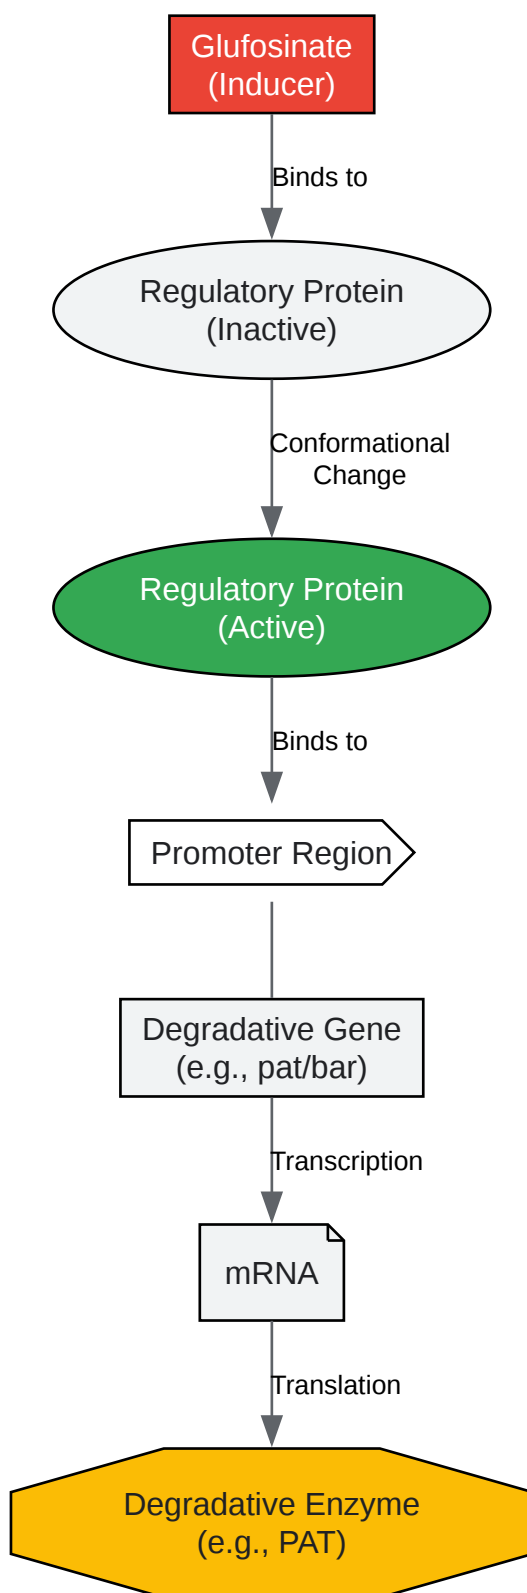 Glufosinate
(Inducer)
Binds to
Regulatory Protein
(Inactive)
Conformational
Change
Regulatory Protein
(Active)
Binds to
Promoter Region
Degradative Gene
(e.g., pat/bar)
Transcription
mRNA
Translation
Degradative Enzyme
(e.g., PAT)